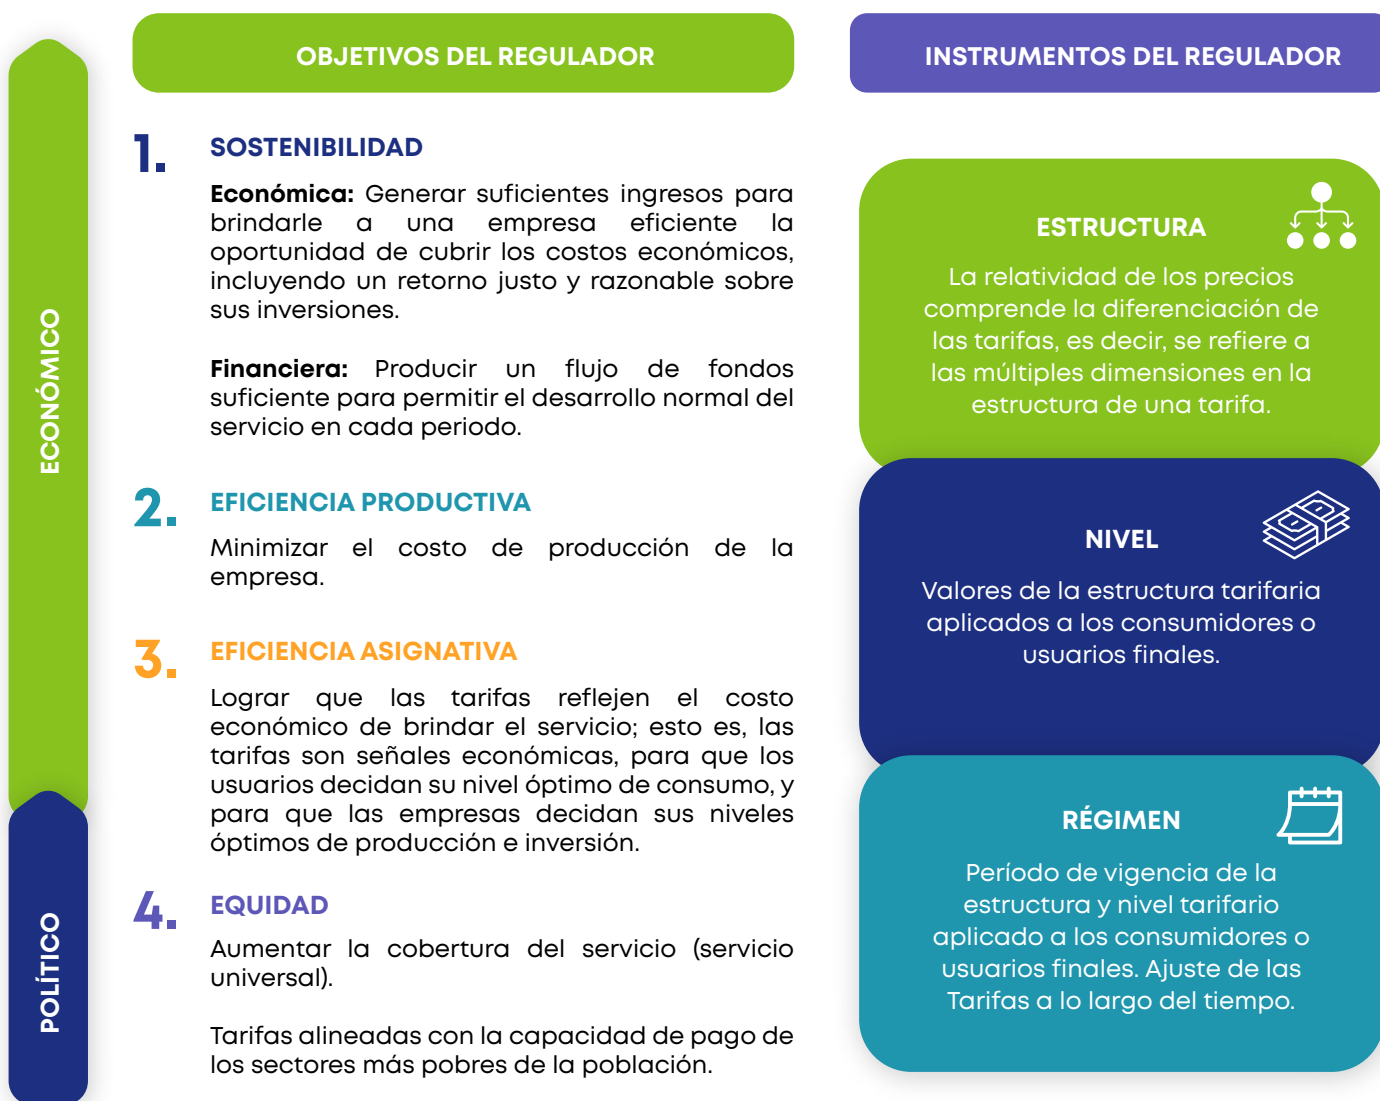 OBJETIVOS DEL REGULADOR
INSTRUMENTOS DEL REGULADOR
ECONÓMICO
POLÍTICO
1.
SOSTENIBILIDAD
Económica: Generar suficientes ingresos para
brindarle a una empresa eficiente la
oportunidad de cubrir los costos económicos,
incluyendo un retorno justo y razonable sobre
sus inversiones.
Financiera: Producir un flujo de fondos
suficiente para permitir el desarrollo normal del
servicio en cada periodo.
2.
EFICIENCIA PRODUCTIVA
Minimizar el costo de producción de la
empresa.
3.
EFICIENCIA ASIGNATIVA
Lograr que las tarifas reflejen el costo
económico de brindar el servicio; esto es, las
tarifas son señales económicas, para que los
usuarios decidan su nivel óptimo de consumo, y
para que las empresas decidan sus niveles
óptimos de producción e inversión.
4.
EQUIDAD
Aumentar la cobertura del servicio (servicio
universal).
Tarifas alineadas con la capacidad de pago de
los sectores más pobres de la población.
ESTRUCTURA
La relatividad de los precios
comprende la diferenciación de
las tarifas, es decir, se refiere a
las múltiples dimensiones en la
estructura de una tarifa.
NIVEL
Valores de la estructura tarifaria
aplicados a los consumidores o
usuarios finales.
RÉGIMEN
Período de vigencia de la
estructura y nivel tarifario
aplicado a los consumidores o
usuarios finales. Ajuste de las
Tarifas a lo largo del tiempo.